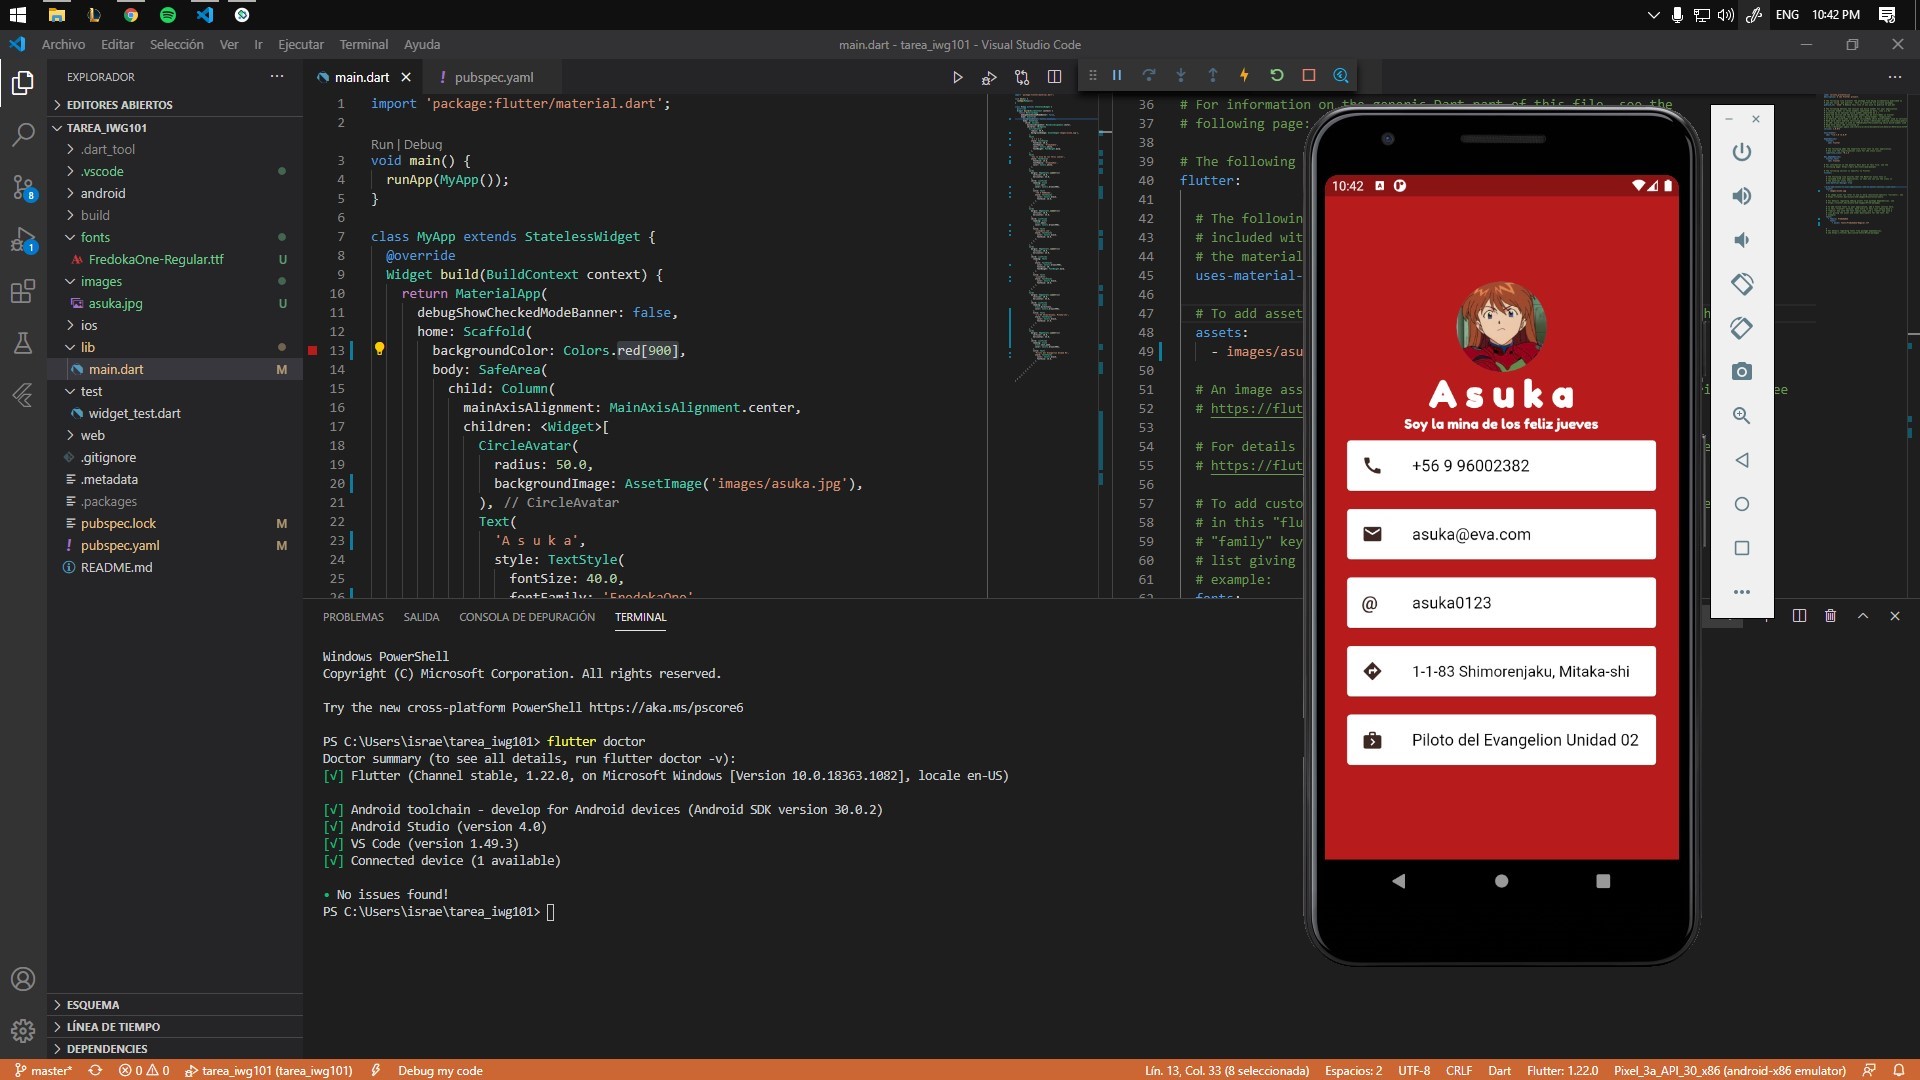 ENG 10:42 PM
Archivo Editar Selección Ver Ir Ejecutar Terminal Ayuda
main.dart - tarea_iwg101 - Visual Studio Code
EXPLORADOR
EDITORES ABIERTOS
TAREA_IWG101
.dart_tool
.vscode
android
build
fonts
FredokaOne-Regular.ttf U
images
asuka.jpg U
ios
lib
main.dart M
test
widget_test.dart
web
.gitignore
.metadata
.packages
pubspec.lock M
pubspec.yaml M
README.md
ESQUEMA
LÍNEA DE TIEMPO
DEPENDENCIES
8
1
main.dart
pubspec.yaml
1 import 'package:flutter/material.dart';
2
Run | Debug
3 void main() {
4 runApp(MyApp());
5 }
6
7 class MyApp extends StatelessWidget {
8 @override
9 Widget build(BuildContext context) {
10 return MaterialApp(
11 debugShowCheckedModeBanner: false,
12 home: Scaffold(
13 backgroundColor: Colors.red[900],
14 body: SafeArea(
15 child: Column(
16 mainAxisAlignment: MainAxisAlignment.center,
17 children: <Widget>[
18 CircleAvatar(
19 radius: 50.0,
20 backgroundImage: AssetImage('images/asuka.jpg'),
21 ), // CircleAvatar
22 Text(
23 'A s u k a',
24 style: TextStyle(
25 fontSize: 40.0,
26 fontFamily: 'FredokaOne'
36 # For information on the generic Dart part of this file, see the
37 # following page:
38
39 # The following
40 flutter:
41
42 # The followin
43 # included wit
44 # the material
45 uses-material-
46
47 # To add asset
48 assets:
49 - images/asu
50
51 # An image ass
52 # https://flut
53
54 # For details
55 # https://flut
56
57 # To add custo
58 # in this "flu
59 # "family" key
60 # list giving
61 # example:
62 fonts:
PROBLEMAS SALIDA CONSOLA DE DEPURACIÓN TERMINAL
Windows PowerShell
Copyright (C) Microsoft Corporation. All rights reserved.
Try the new cross-platform PowerShell https://aka.ms/pscore6
PS C:\Users\israe\tarea_iwg101> flutter doctor
Doctor summary (to see all details, run flutter doctor -v):
[√] Flutter (Channel stable, 1.22.0, on Microsoft Windows [Version 10.0.18363.1082], locale en-US)
[√] Android toolchain - develop for Android devices (Android SDK version 30.0.2)
[√] Android Studio (version 4.0)
[√] VS Code (version 1.49.3)
[√] Connected device (1 available)
• No issues found!
PS C:\Users\israe\tarea_iwg101>
10:42
Asuka
Soy la mina de los feliz jueves
+56 9 96002382
asuka@eva.com
@ asuka0123
1-1-83 Shimorenjaku, Mitaka-shi
Piloto del Evangelion Unidad 02
master* 0 0 tarea_iwg101 (tarea_iwg101) Debug my code
Lín. 13, Col. 33 (8 seleccionada) Espacios: 2 UTF-8 CRLF Dart Flutter: 1.22.0 Pixel_3a_API_30_x86 (android-x86 emulator)